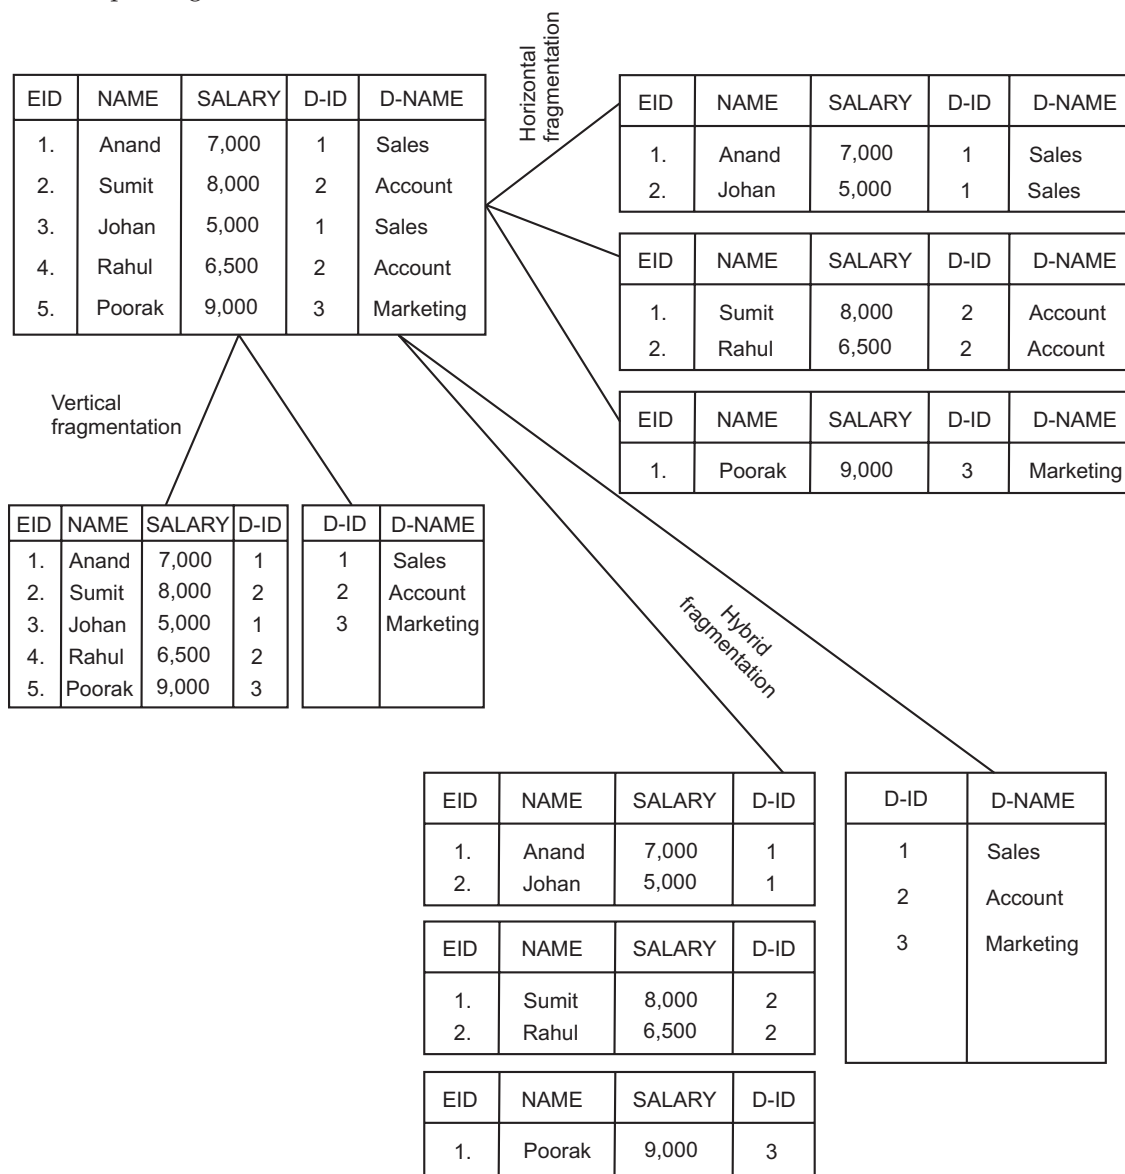 Horizontal
fragmentation
EID NAME SALARY D-ID D-NAME
1. Anand 7,000 1 Sales
2. Sumit 8,000 2 Account
3. Johan 5,000 1 Sales
4. Rahul 6,500 2 Account
5. Poorak 9,000 3 Marketing
EID NAME SALARY D-ID D-NAME
1. Anand 7,000 1 Sales
2. Johan 5,000 1 Sales
EID NAME SALARY D-ID D-NAME
1. Sumit 8,000 2 Account
2. Rahul 6,500 2 Account
EID NAME SALARY D-ID D-NAME
1. Poorak 9,000 3 Marketing
Vertical
fragmentation
EID NAME SALARY D-ID
1. Anand 7,000 1
2. Sumit 8,000 2
3. Johan 5,000 1
4. Rahul 6,500 2
5. Poorak 9,000 3
D-ID D-NAME
1 Sales
2 Account
3 Marketing
Hybrid
fragmentation
EID NAME SALARY D-ID
1. Anand 7,000 1
2. Johan 5,000 1
EID NAME SALARY D-ID
1. Sumit 8,000 2
2. Rahul 6,500 2
EID NAME SALARY D-ID
1. Poorak 9,000 3
D-ID D-NAME
1 Sales
2 Account
3 Marketing